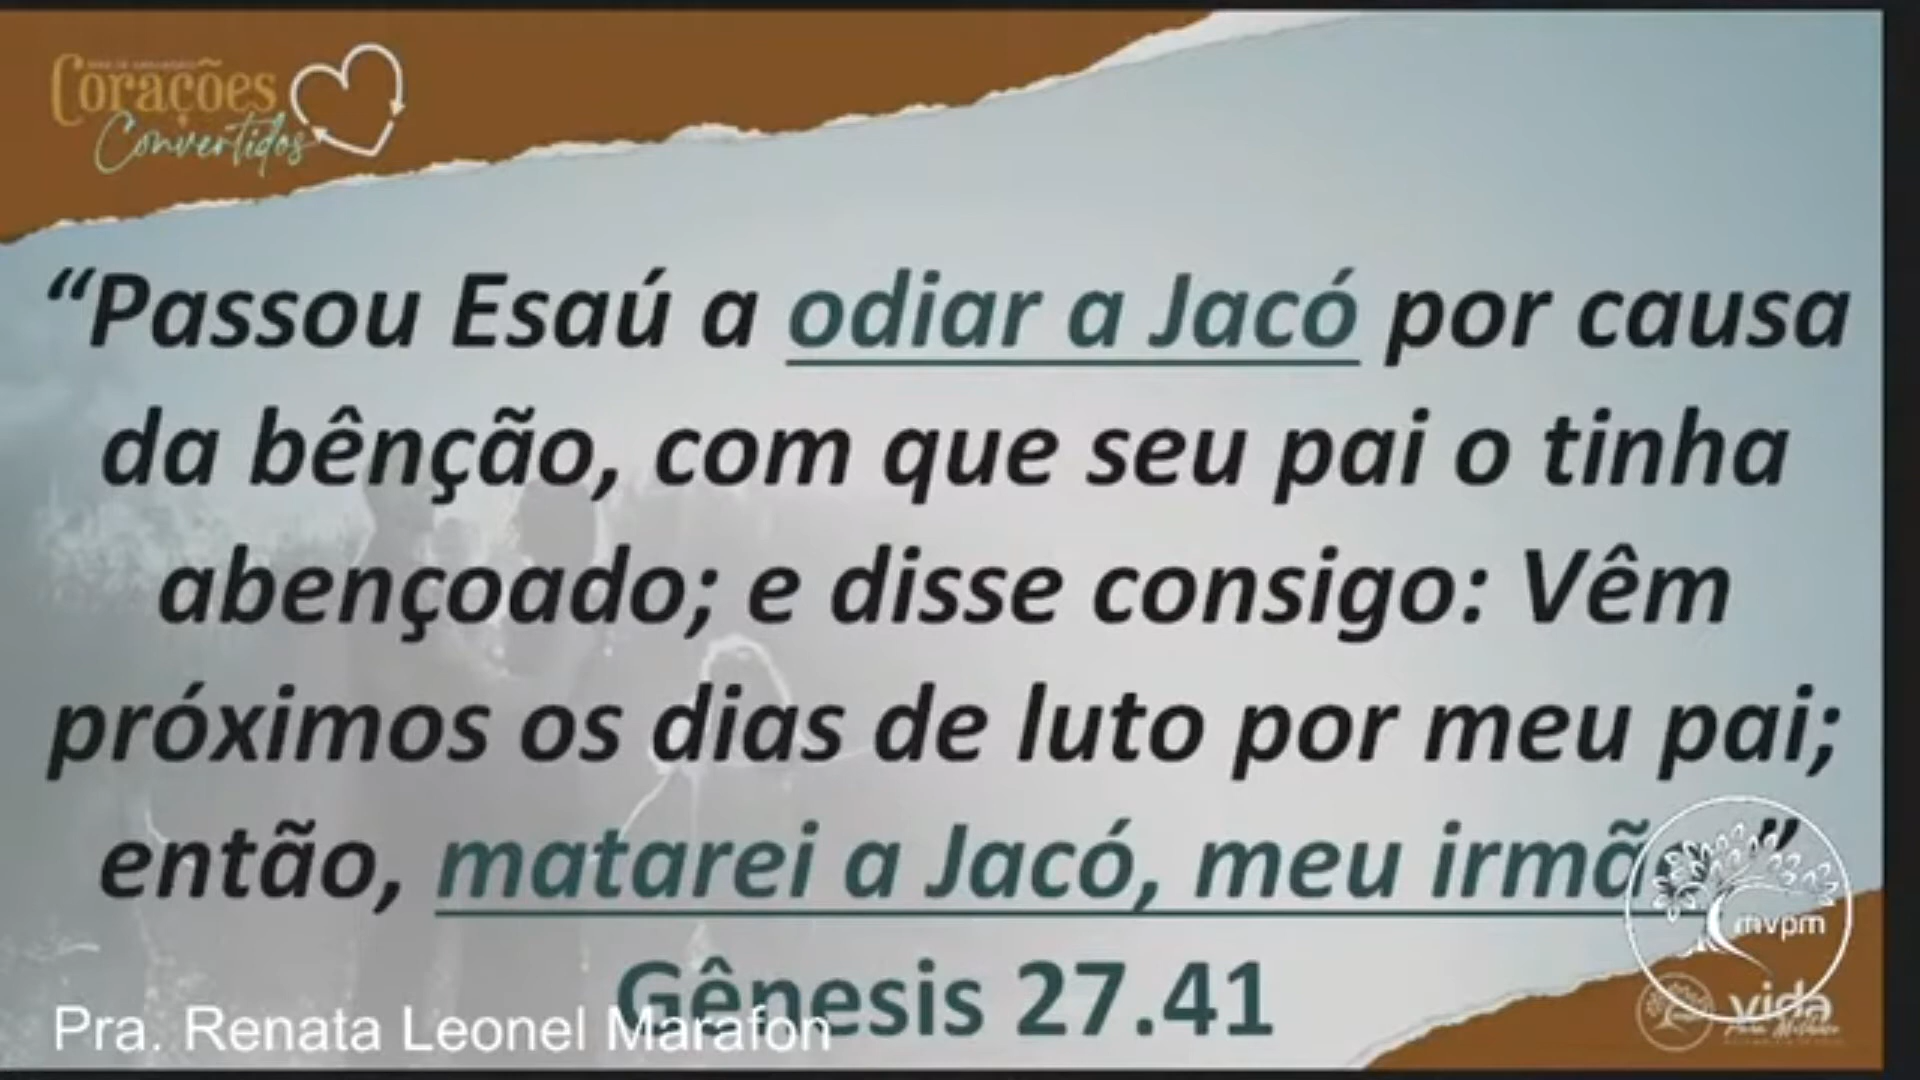 Corações
Convertidos
“Passou Esaú a odiar a Jacó por causa
da bênção, com que seu pai o tinha
abençoado; e disse consigo: Vêm
próximos os dias de luto por meu pai;
então, matarei a Jacó, meu irmão”
Gênesis 27.41
mvpm
vida
Pra. Renata Leonel Marafon